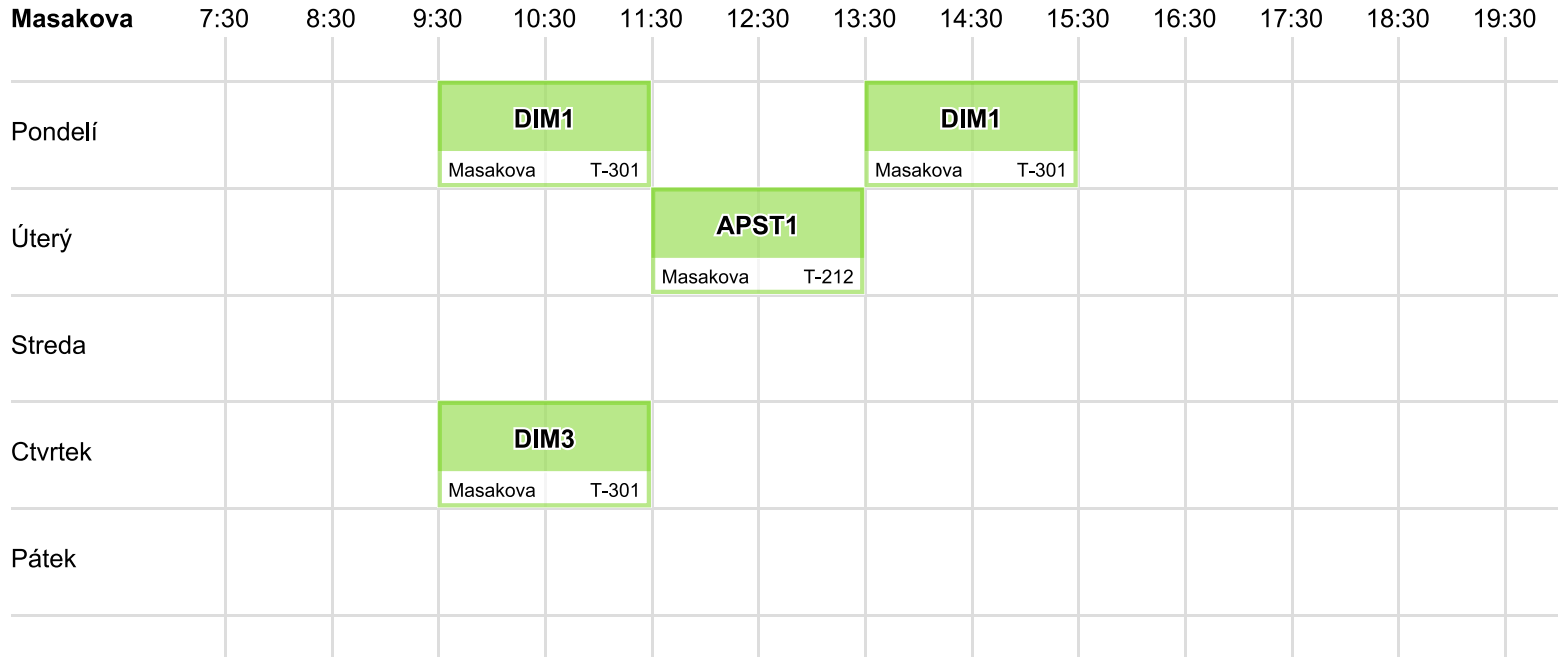 Masakova 7:30 8:30 9:30 10:30 11:30 12:30 13:30 14:30 15:30 16:30 17:30 18:30 19:30
Pondelí
DIM1
Masakova T-301
DIM1
Masakova T-301
Úterý
APST1
Masakova T-212
Streda
Ctvrtek
DIM3
Masakova T-301
Pátek